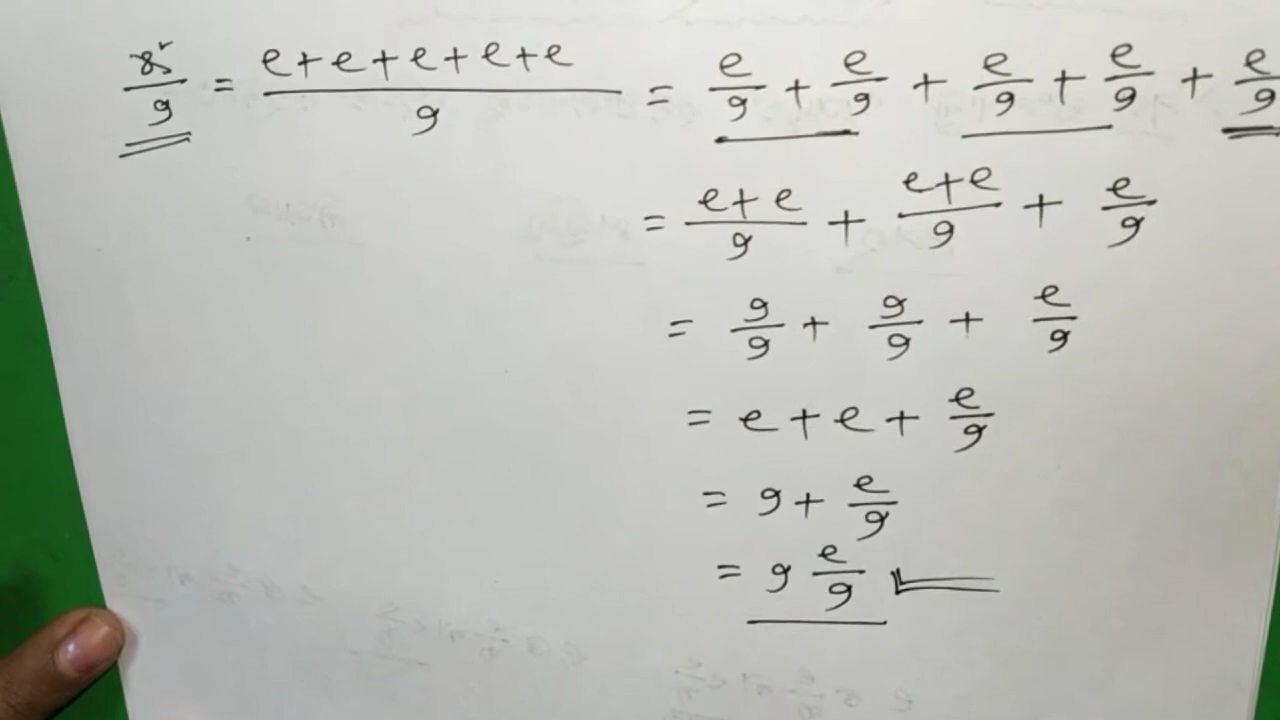 ৫/২ = (১+১+১+১+১)/২ = ১/২ + ১/২ + ১/২ + ১/২ + ১/২
= (১+১)/২ + (১+১)/২ + ১/২
= ২/২ + ২/২ + ১/২
= ১ + ১ + ১/২
= ২ + ১/২
= ২ ১/২